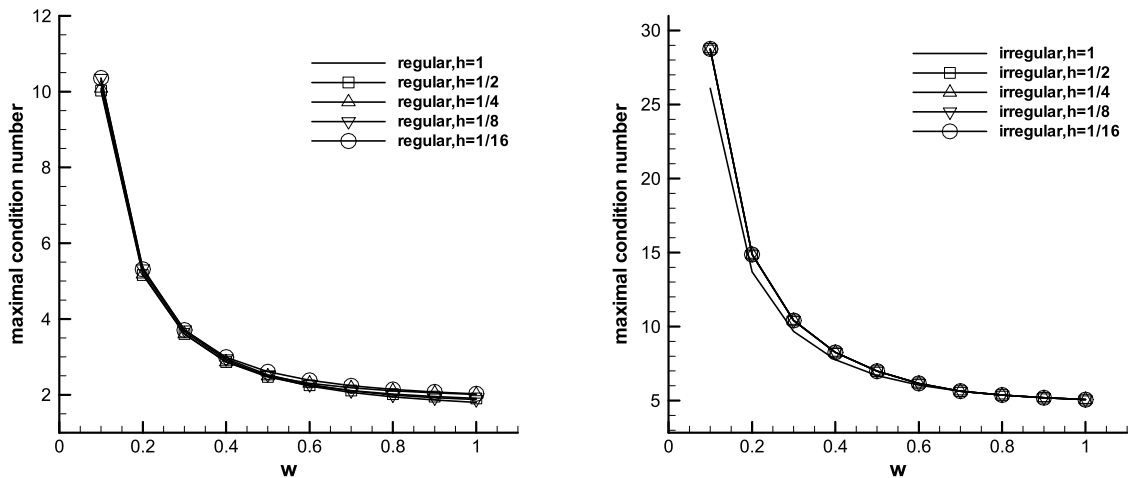 maximal condition number
12
10
8
6
4
2
0
0.2
0.4
0.6
0.8
1
w
regular,h=1
regular,h=1/2
regular,h=1/4
regular,h=1/8
regular,h=1/16
maximal condition number
30
25
20
15
10
5
0
0.2
0.4
0.6
0.8
1
w
irregular,h=1
irregular,h=1/2
irregular,h=1/4
irregular,h=1/8
irregular,h=1/16